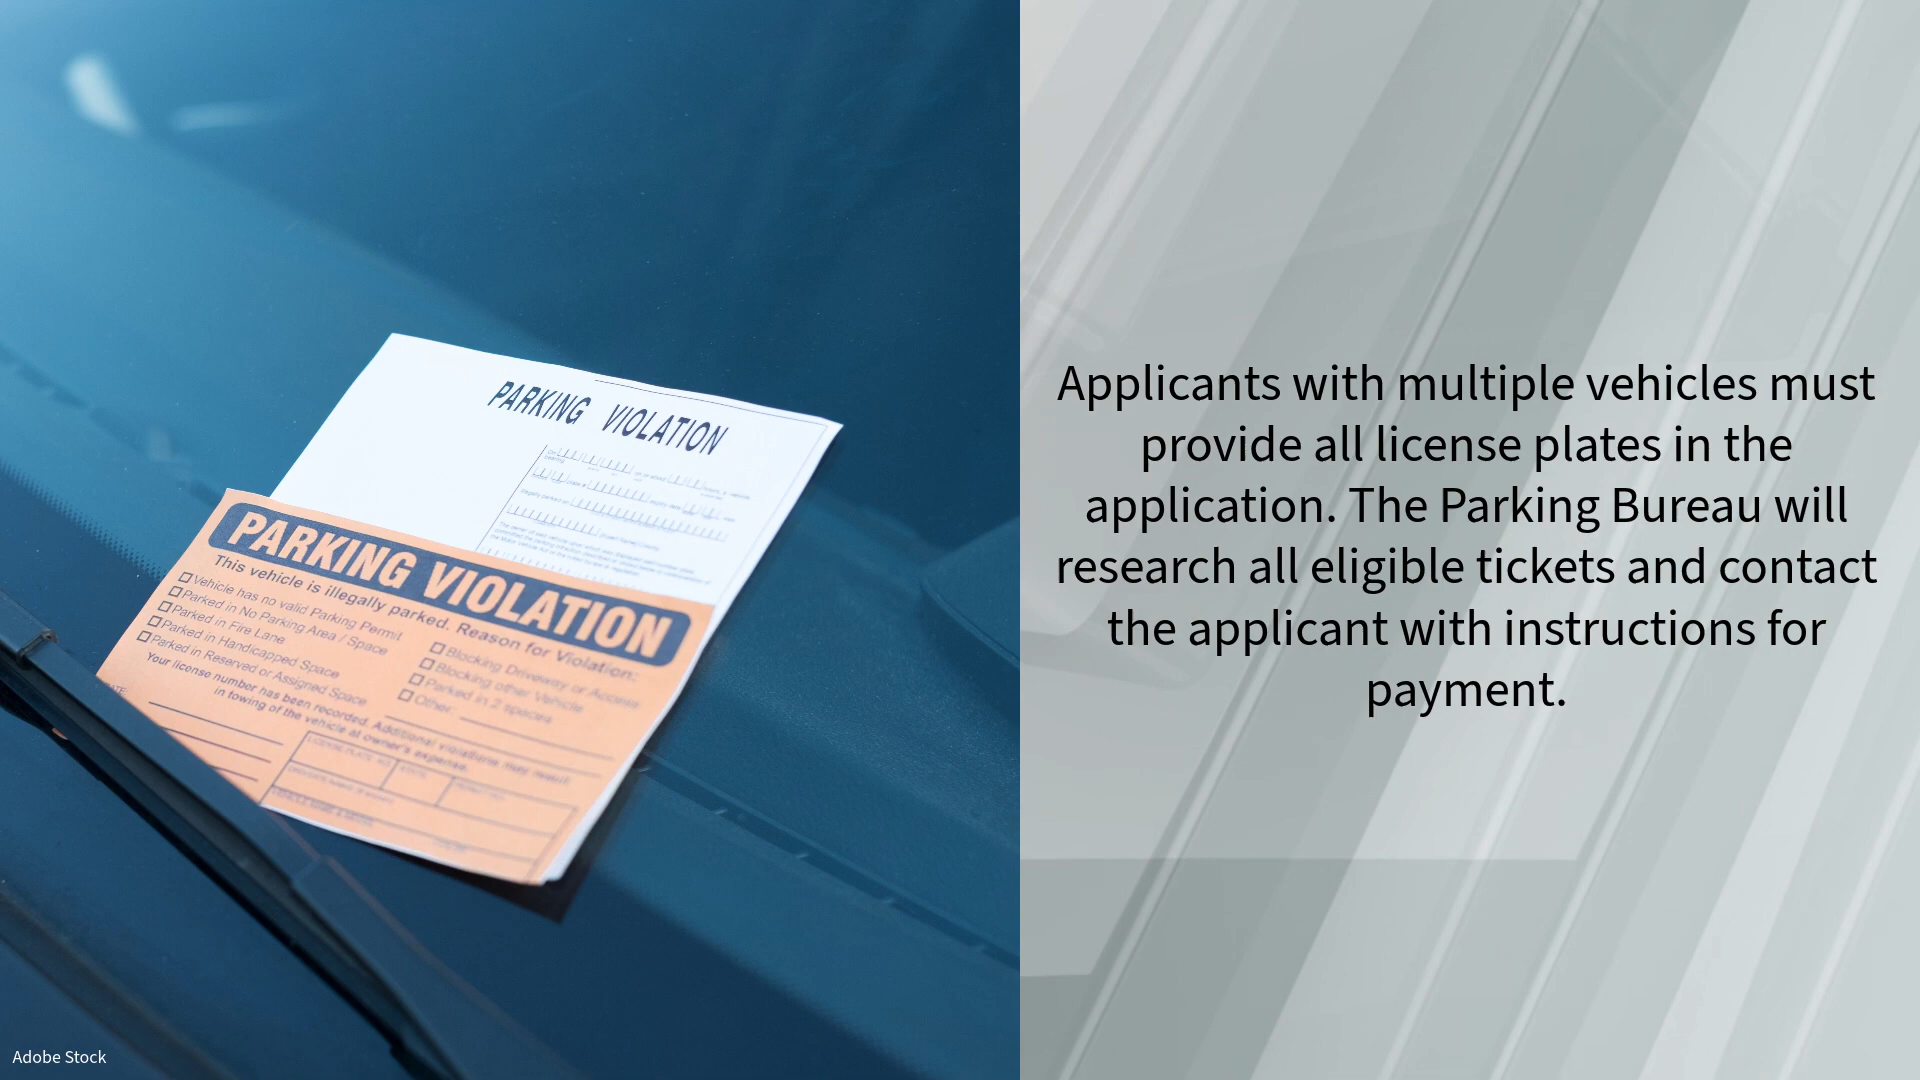 PARKING VIOLATION
PARKING VIOLATION
This vehicle is illegally parked. Reason for Violation:
Vehicle has no valid Parking Permit
Parked in No Parking Area / Space
Parked in Fire Lane
Parked in Handicapped Space
Parked in Reserved or Assigned Space
Blocking Driveway or Access
Blocking other Vehicle
Parked in 2 spaces
Other:
Your license number has been recorded. Additional violations may result
in towing of the vehicle at owner's expense.
Applicants with multiple vehicles must
provide all license plates in the
application. The Parking Bureau will
research all eligible tickets and contact
the applicant with instructions for
payment.
Adobe Stock